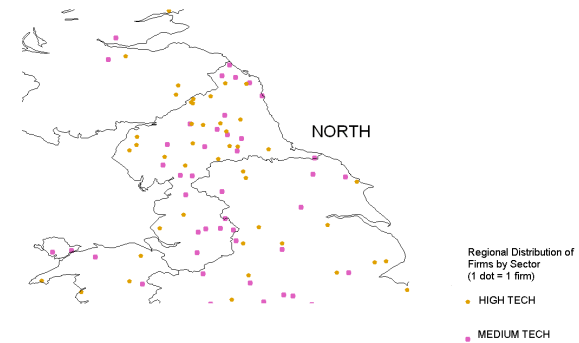 NORTH
Regional Distribution of
Firms by Sector
(1 dot = 1 firm)
HIGH TECH
MEDIUM TECH